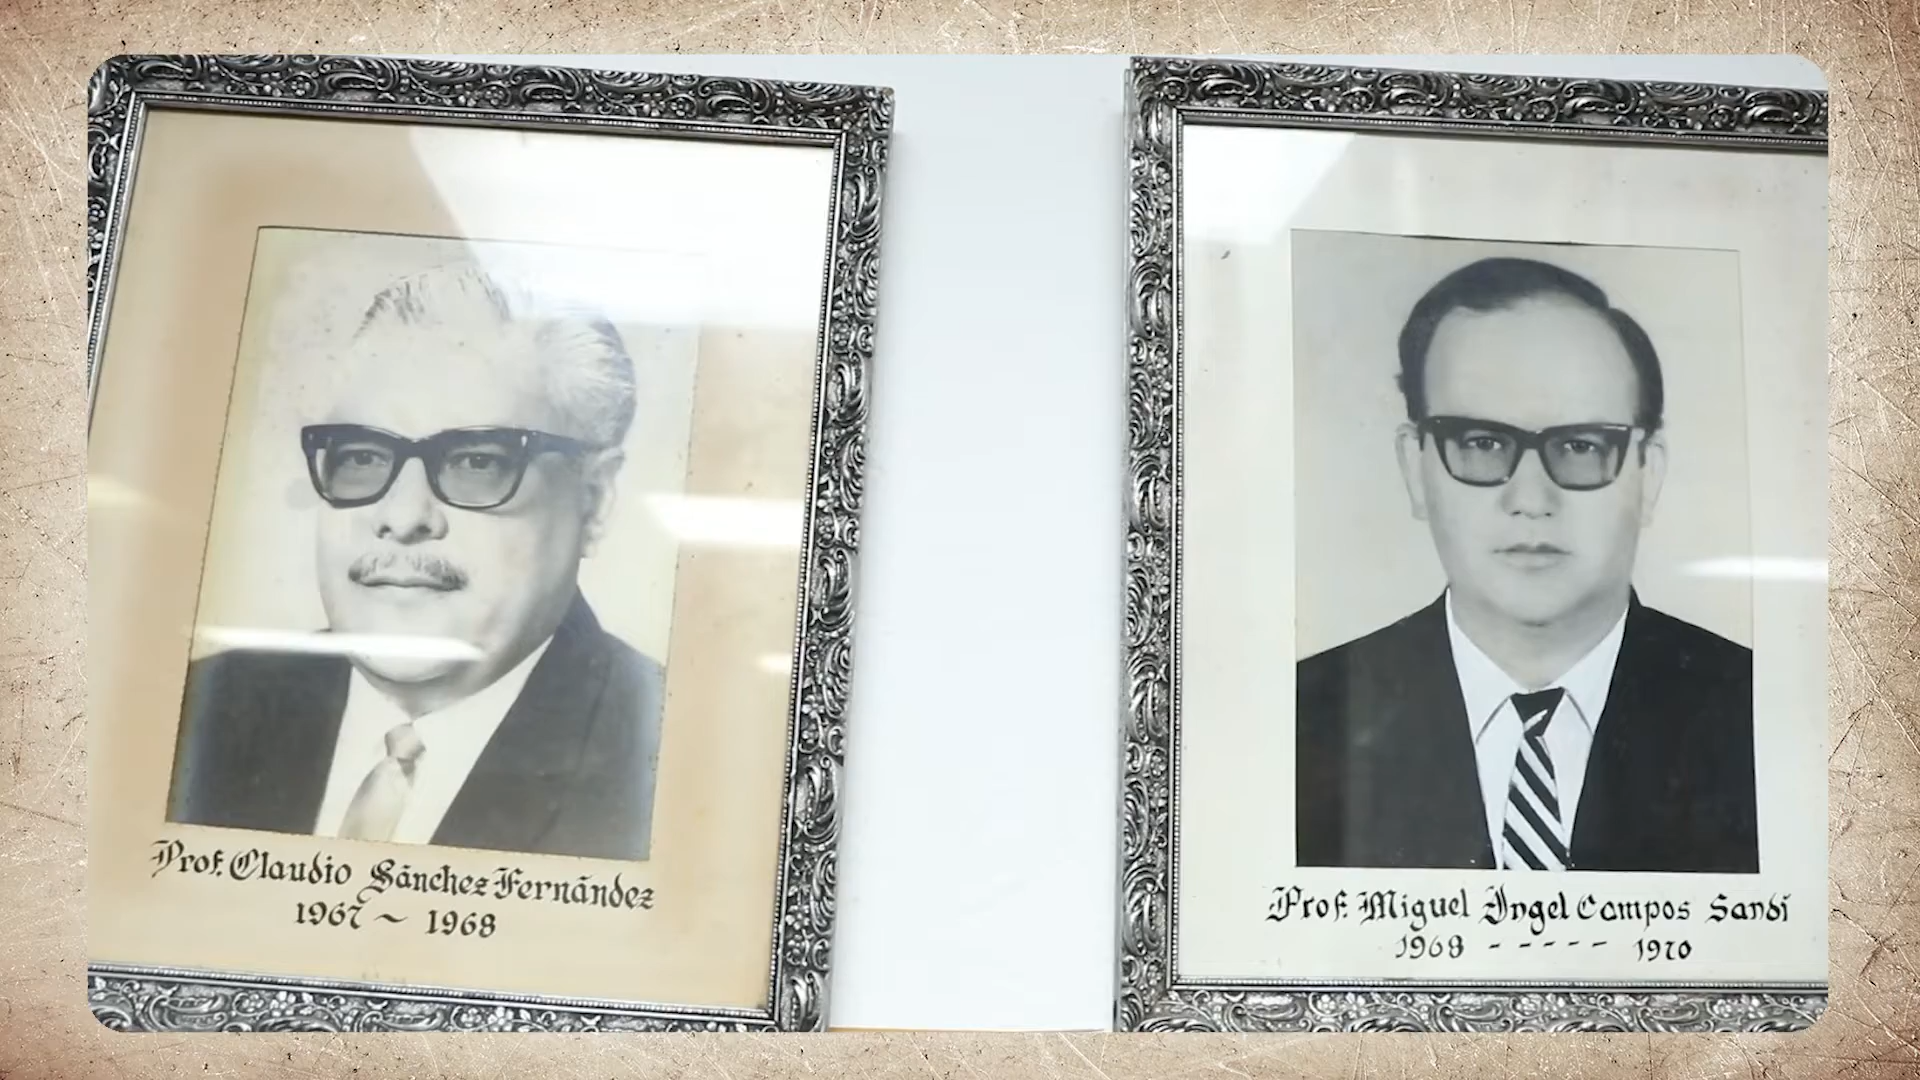 Prof. Claudio Sánchez Fernández
1967 ~ 1968
Prof. Miguel Ángel Campos Sandí
1968 - - - - - 1970